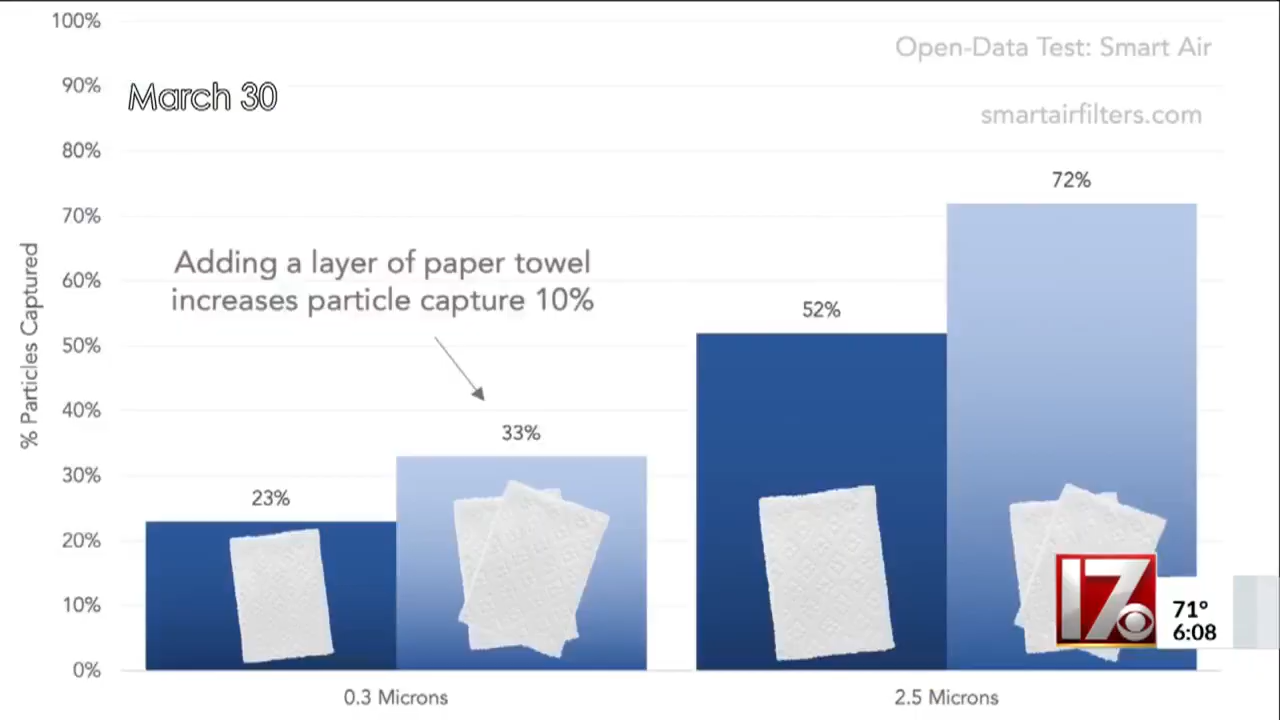 100%
Open-Data Test: Smart Air
90%
March 30
smartairfilters.com
80%
72%
70%
Adding a layer of paper towel
increases particle capture 10%
60%
52%
50%
% Particles Captured
40%
33%
30%
23%
20%
10%
0%
17
71°
6:08
0.3 Microns
2.5 Microns